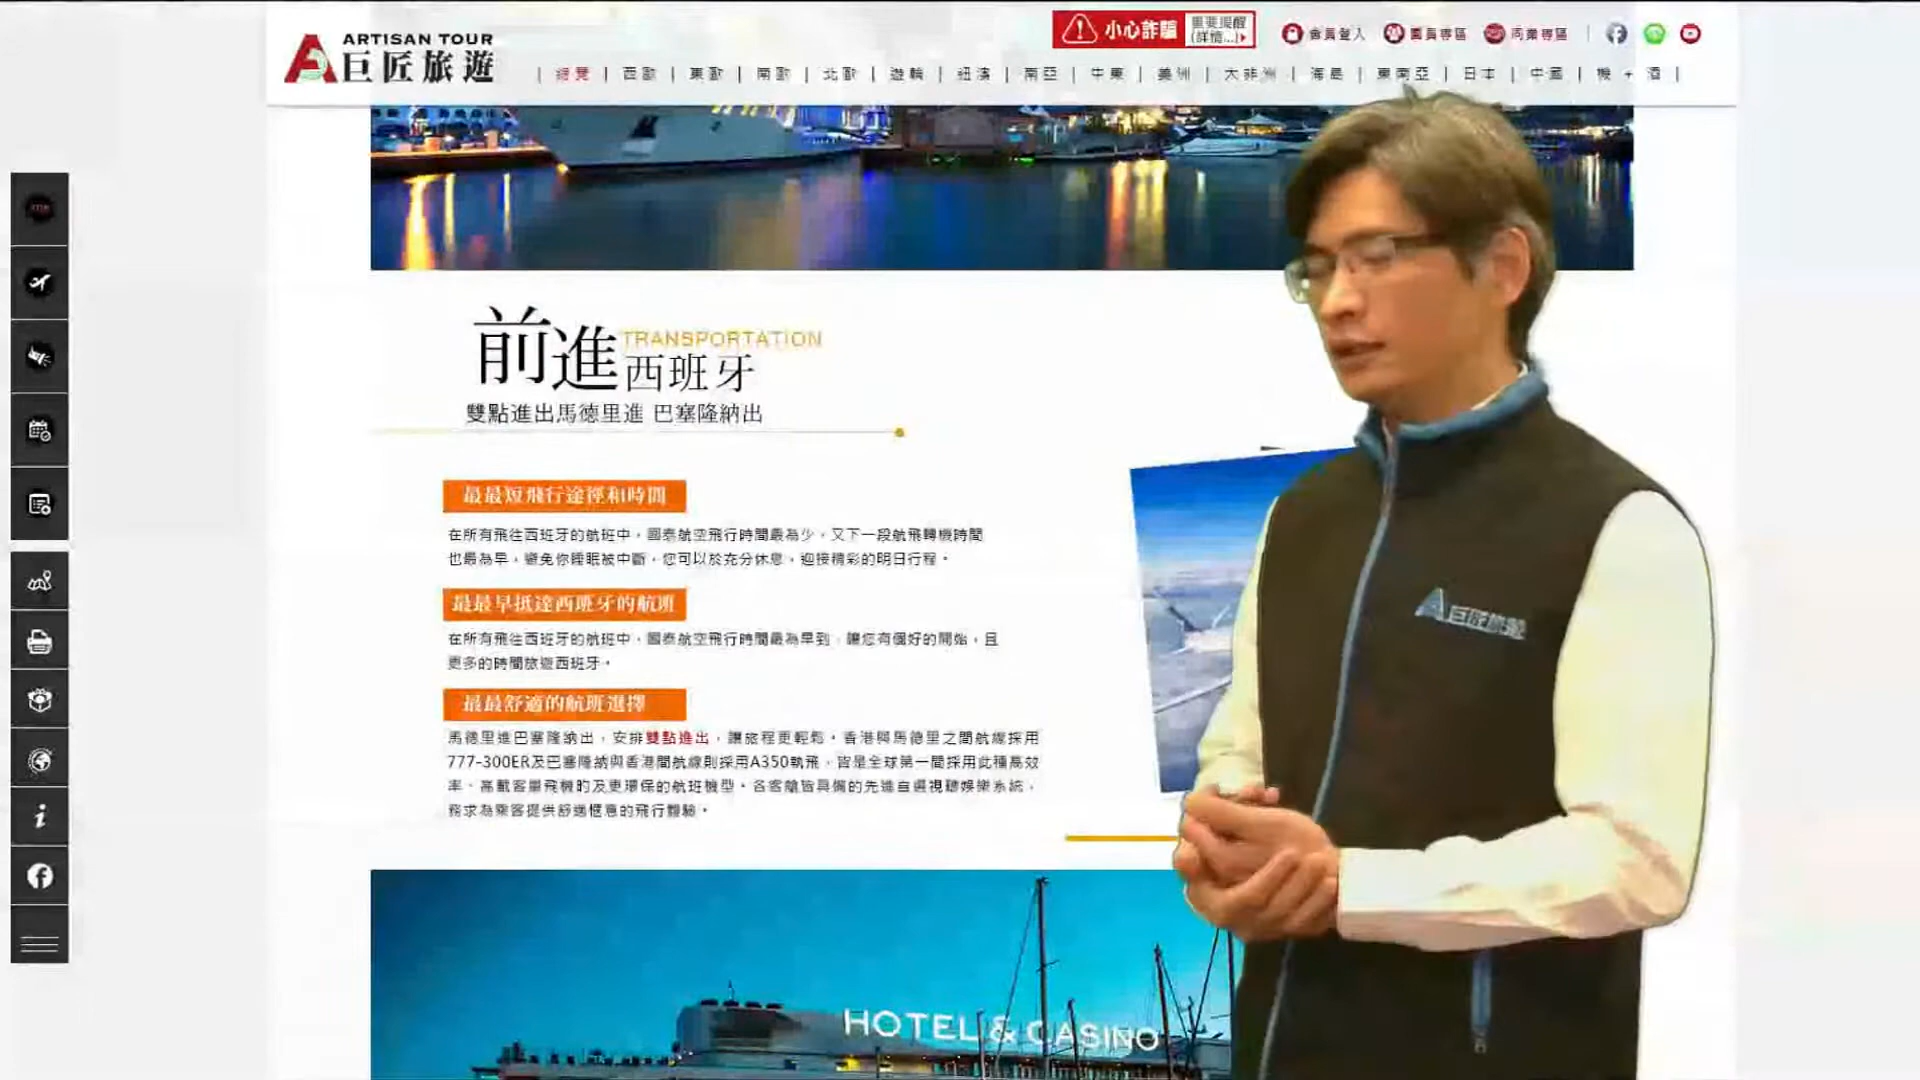 ARTISAN TOUR
巨匠旅遊
小心詐騙
重要提醒
(詳情...)
會員登入
團員專區
同業專區
總覽 | 西歐 | 東歐 | 南歐 | 北歐 | 遊輪 | 紐澳 | 南亞 | 中東 | 美洲 | 大非洲 | 海島 | 東南亞 | 日本 | 中國 | 機 + 酒 |
前進
TRANSPORTATION
西班牙
雙點進出馬德里進 巴塞隆納出
最最短飛行途徑和時間
在所有飛往西班牙的航班中，國泰航空飛行時間最為少，又下一段航飛轉機時間
也最為早，避免你睡眠被中斷，您可以於充分休息，迎接精彩的明日行程。
最最早抵達西班牙的航班
在所有飛往西班牙的航班中，國泰航空飛行時間最為早到，讓您有個好的開始，且
更多的時間旅遊西班牙。
最最舒適的航班選擇
馬德里進巴塞隆納出，安排雙點進出，讓旅程更輕鬆。香港與馬德里之間航線採用
777-300ER及巴塞隆納與香港間航線則採用A350執飛，皆是全球第一間採用此種高效
率、高載客量飛機的及更環保的航班機型。各客艙皆具備的先進自選視聽娛樂系統，
務求為乘客提供舒適愜意的飛行體驗。
巨匠旅遊
HOTEL & CASINO